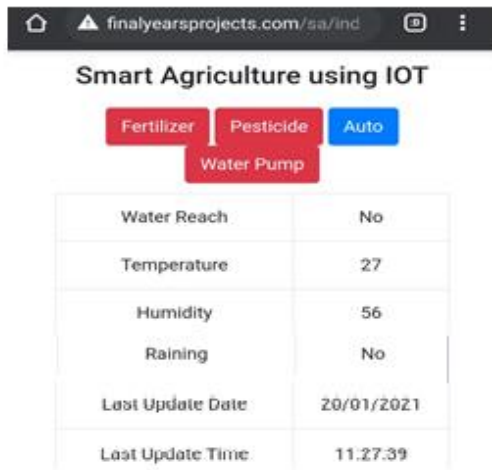 finalyearsprojects.com/sa/ind
Smart Agriculture using IOT
Fertilizer Pesticide Auto
Water Pump
Water Reach No
Temperature 27
Humidity 56
Raining No
Last Update Date 20/01/2021
Last Update Time 11:27:39